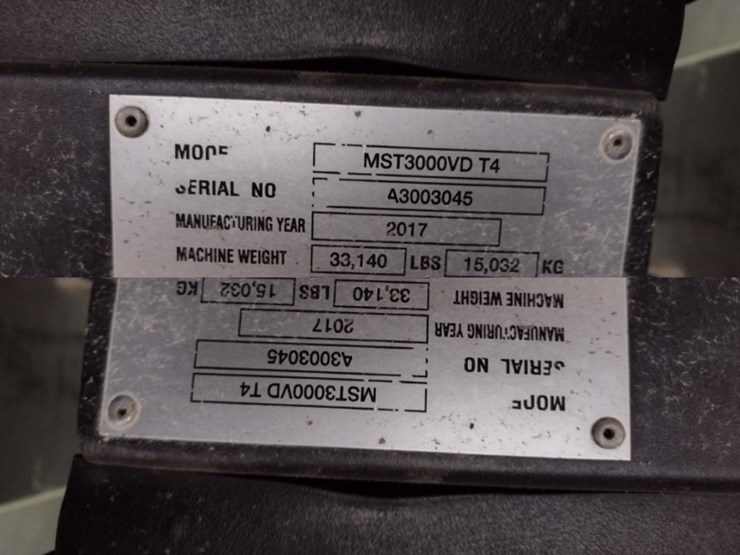 MODE MST3000VD T4
SERIAL NO A3003045
MANUFACTURING YEAR 2017
MACHINE WEIGHT 33,140 LBS 15,032 KG
MACHINE WEIGHT 33,140 LBS 15,032 KG
MANUFACTURING YEAR 2017
SERIAL NO A3003045
MODE MST3000VD T4